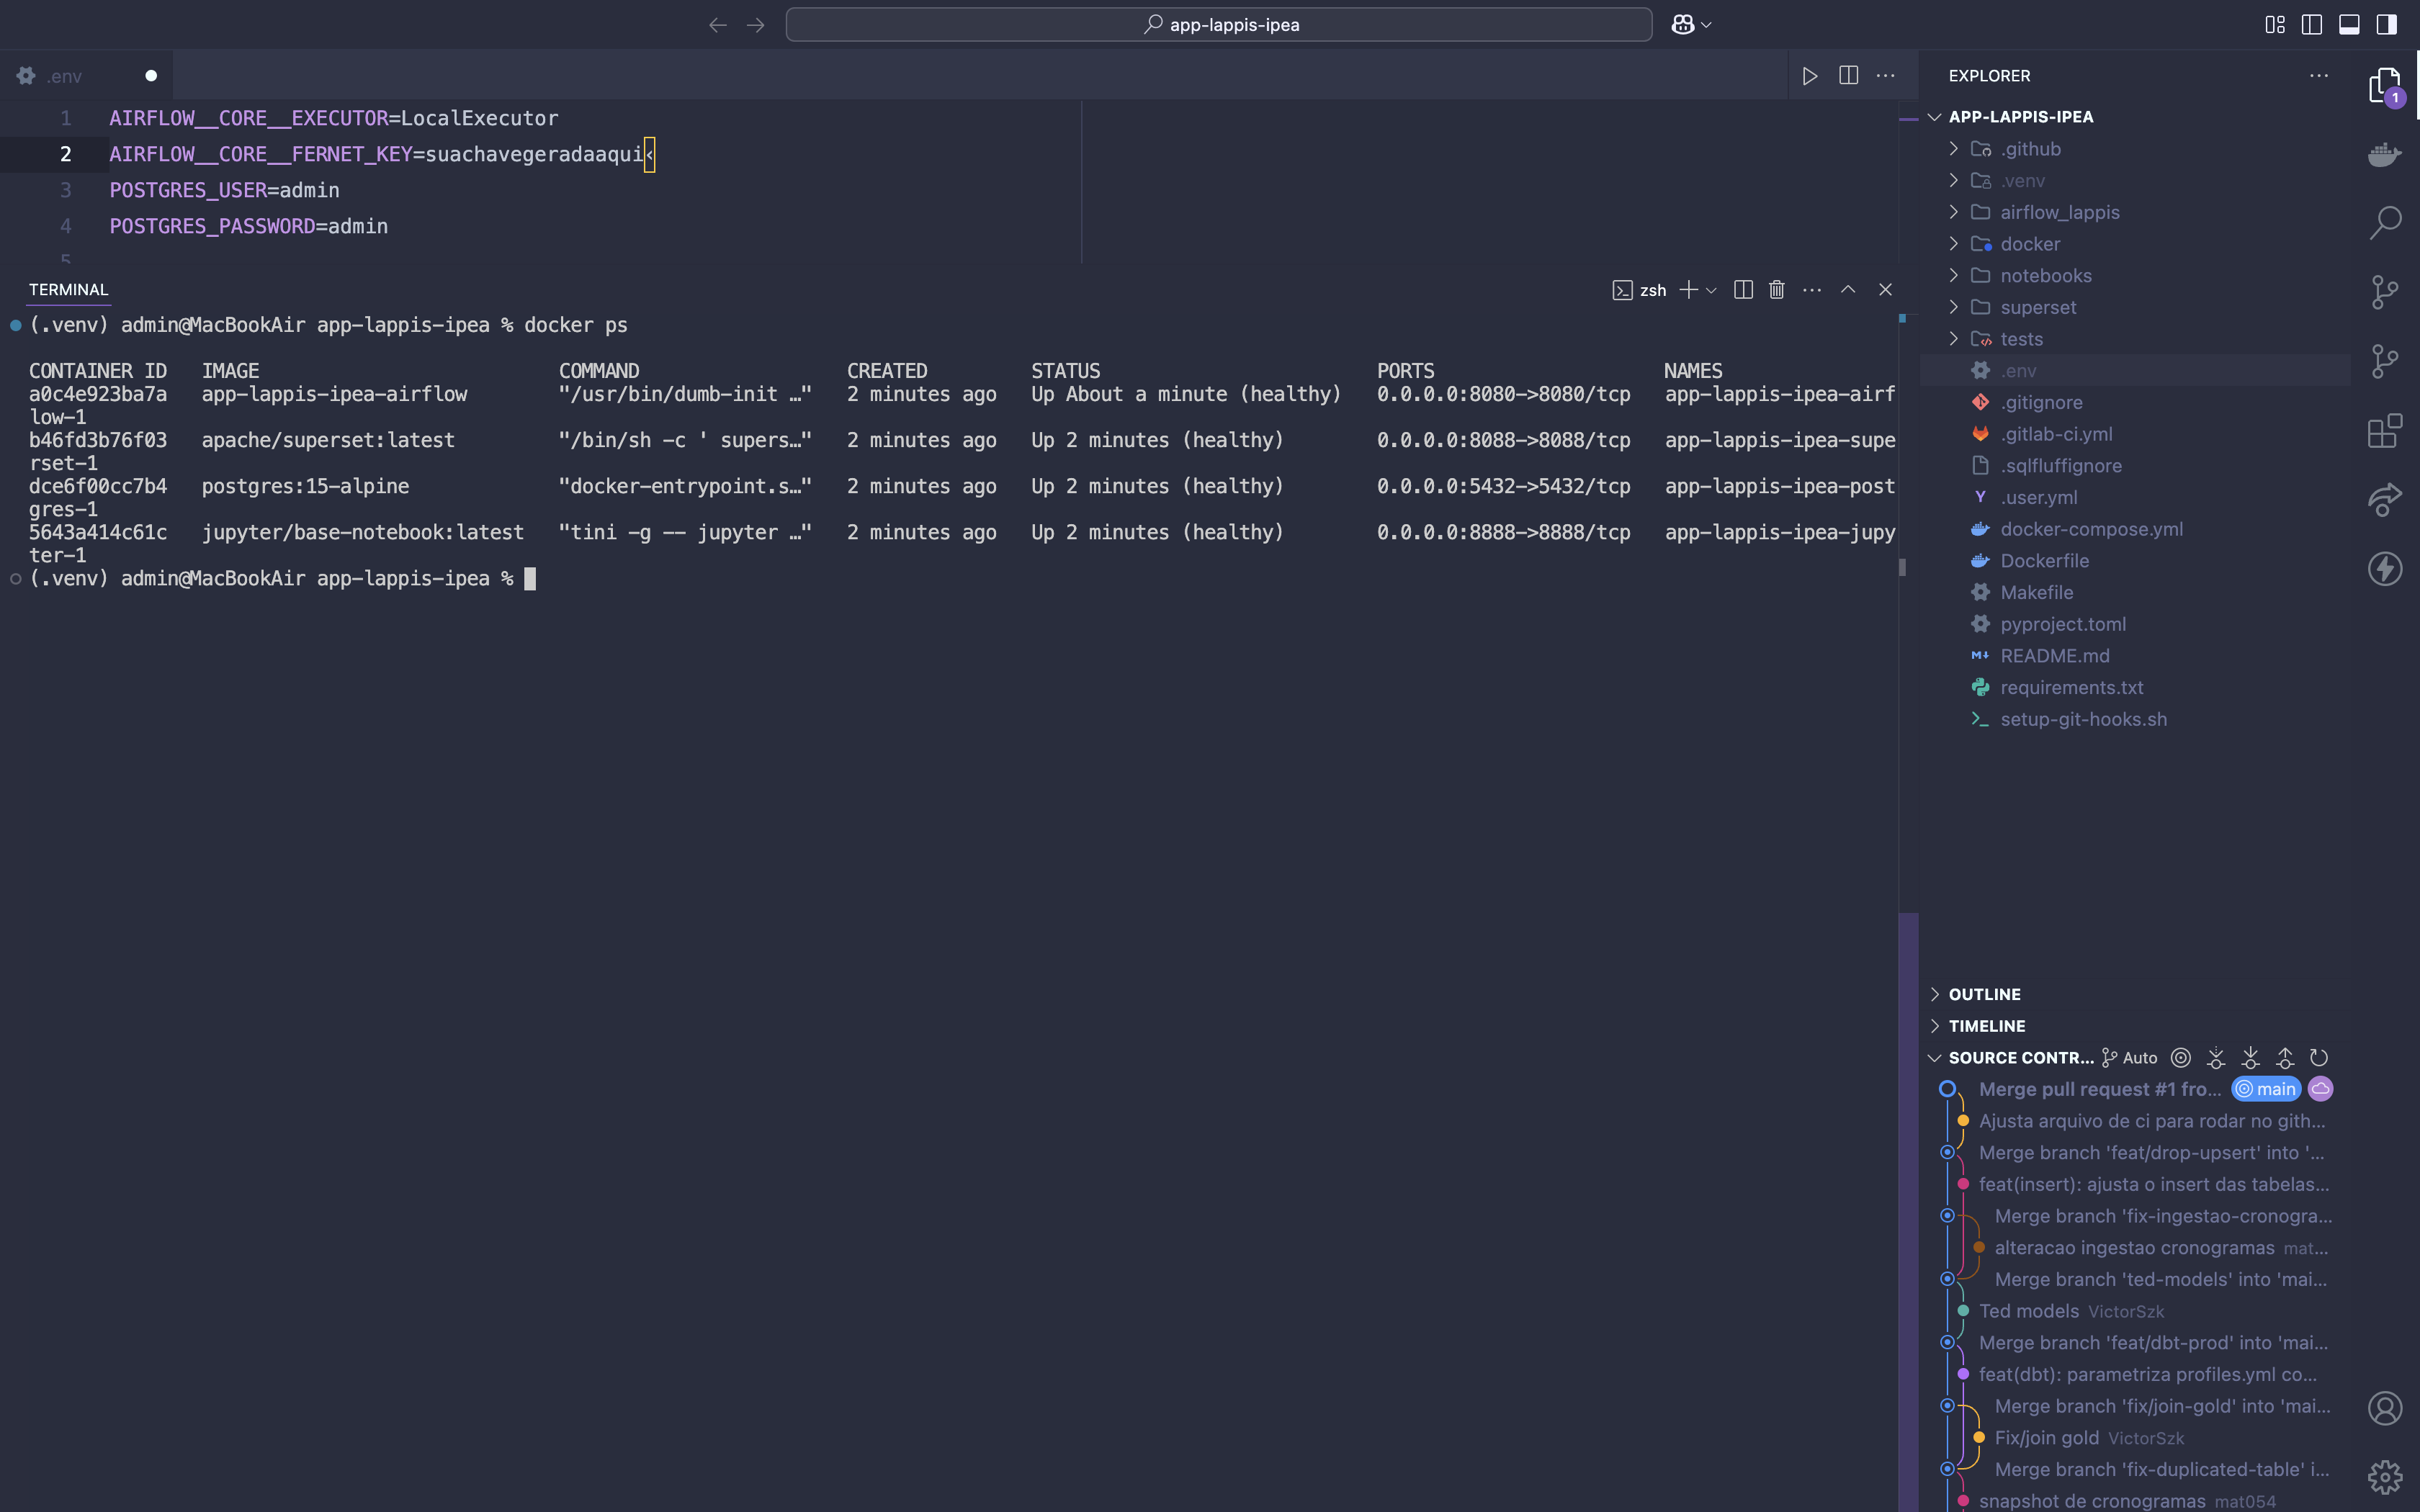 app-lappis-ipea
.env
1 AIRFLOW__CORE__EXECUTOR=LocalExecutor
2 AIRFLOW__CORE__FERNET_KEY=suachavegeradaaqui‹
3 POSTGRES_USER=admin
4 POSTGRES_PASSWORD=admin
5
TERMINAL
zsh
(.venv) admin@MacBookAir app-lappis-ipea % docker ps
CONTAINER ID IMAGE COMMAND CREATED STATUS PORTS NAMES
a0c4e923ba7a app-lappis-ipea-airflow "/usr/bin/dumb-init …" 2 minutes ago Up About a minute (healthy) 0.0.0.0:8080->8080/tcp app-lappis-ipea-airf
low-1
b46fd3b76f03 apache/superset:latest "/bin/sh -c ' supers…" 2 minutes ago Up 2 minutes (healthy) 0.0.0.0:8088->8088/tcp app-lappis-ipea-supe
rset-1
dce6f00cc7b4 postgres:15-alpine "docker-entrypoint.s…" 2 minutes ago Up 2 minutes (healthy) 0.0.0.0:5432->5432/tcp app-lappis-ipea-post
gres-1
5643a414c61c jupyter/base-notebook:latest "tini -g -- jupyter …" 2 minutes ago Up 2 minutes (healthy) 0.0.0.0:8888->8888/tcp app-lappis-ipea-jupy
ter-1
(.venv) admin@MacBookAir app-lappis-ipea %
EXPLORER
1
APP-LAPPIS-IPEA
.github
.venv
airflow_lappis
docker
notebooks
superset
tests
.env
.gitignore
.gitlab-ci.yml
.sqlfluffignore
.user.yml
docker-compose.yml
Dockerfile
Makefile
pyproject.toml
README.md
requirements.txt
setup-git-hooks.sh
OUTLINE
TIMELINE
SOURCE CONTR... Auto
Merge pull request #1 fro... main
Ajusta arquivo de ci para rodar no gith...
Merge branch 'feat/drop-upsert' into '...
feat(insert): ajusta o insert das tabelas...
Merge branch 'fix-ingestao-cronogra...
alteracao ingestao cronogramas mat...
Merge branch 'ted-models' into 'mai...
Ted models VictorSzk
Merge branch 'feat/dbt-prod' into 'mai...
feat(dbt): parametriza profiles.yml co...
Merge branch 'fix/join-gold' into 'mai...
Fix/join gold VictorSzk
Merge branch 'fix-duplicated-table' i...
snapshot de cronogramas mat054